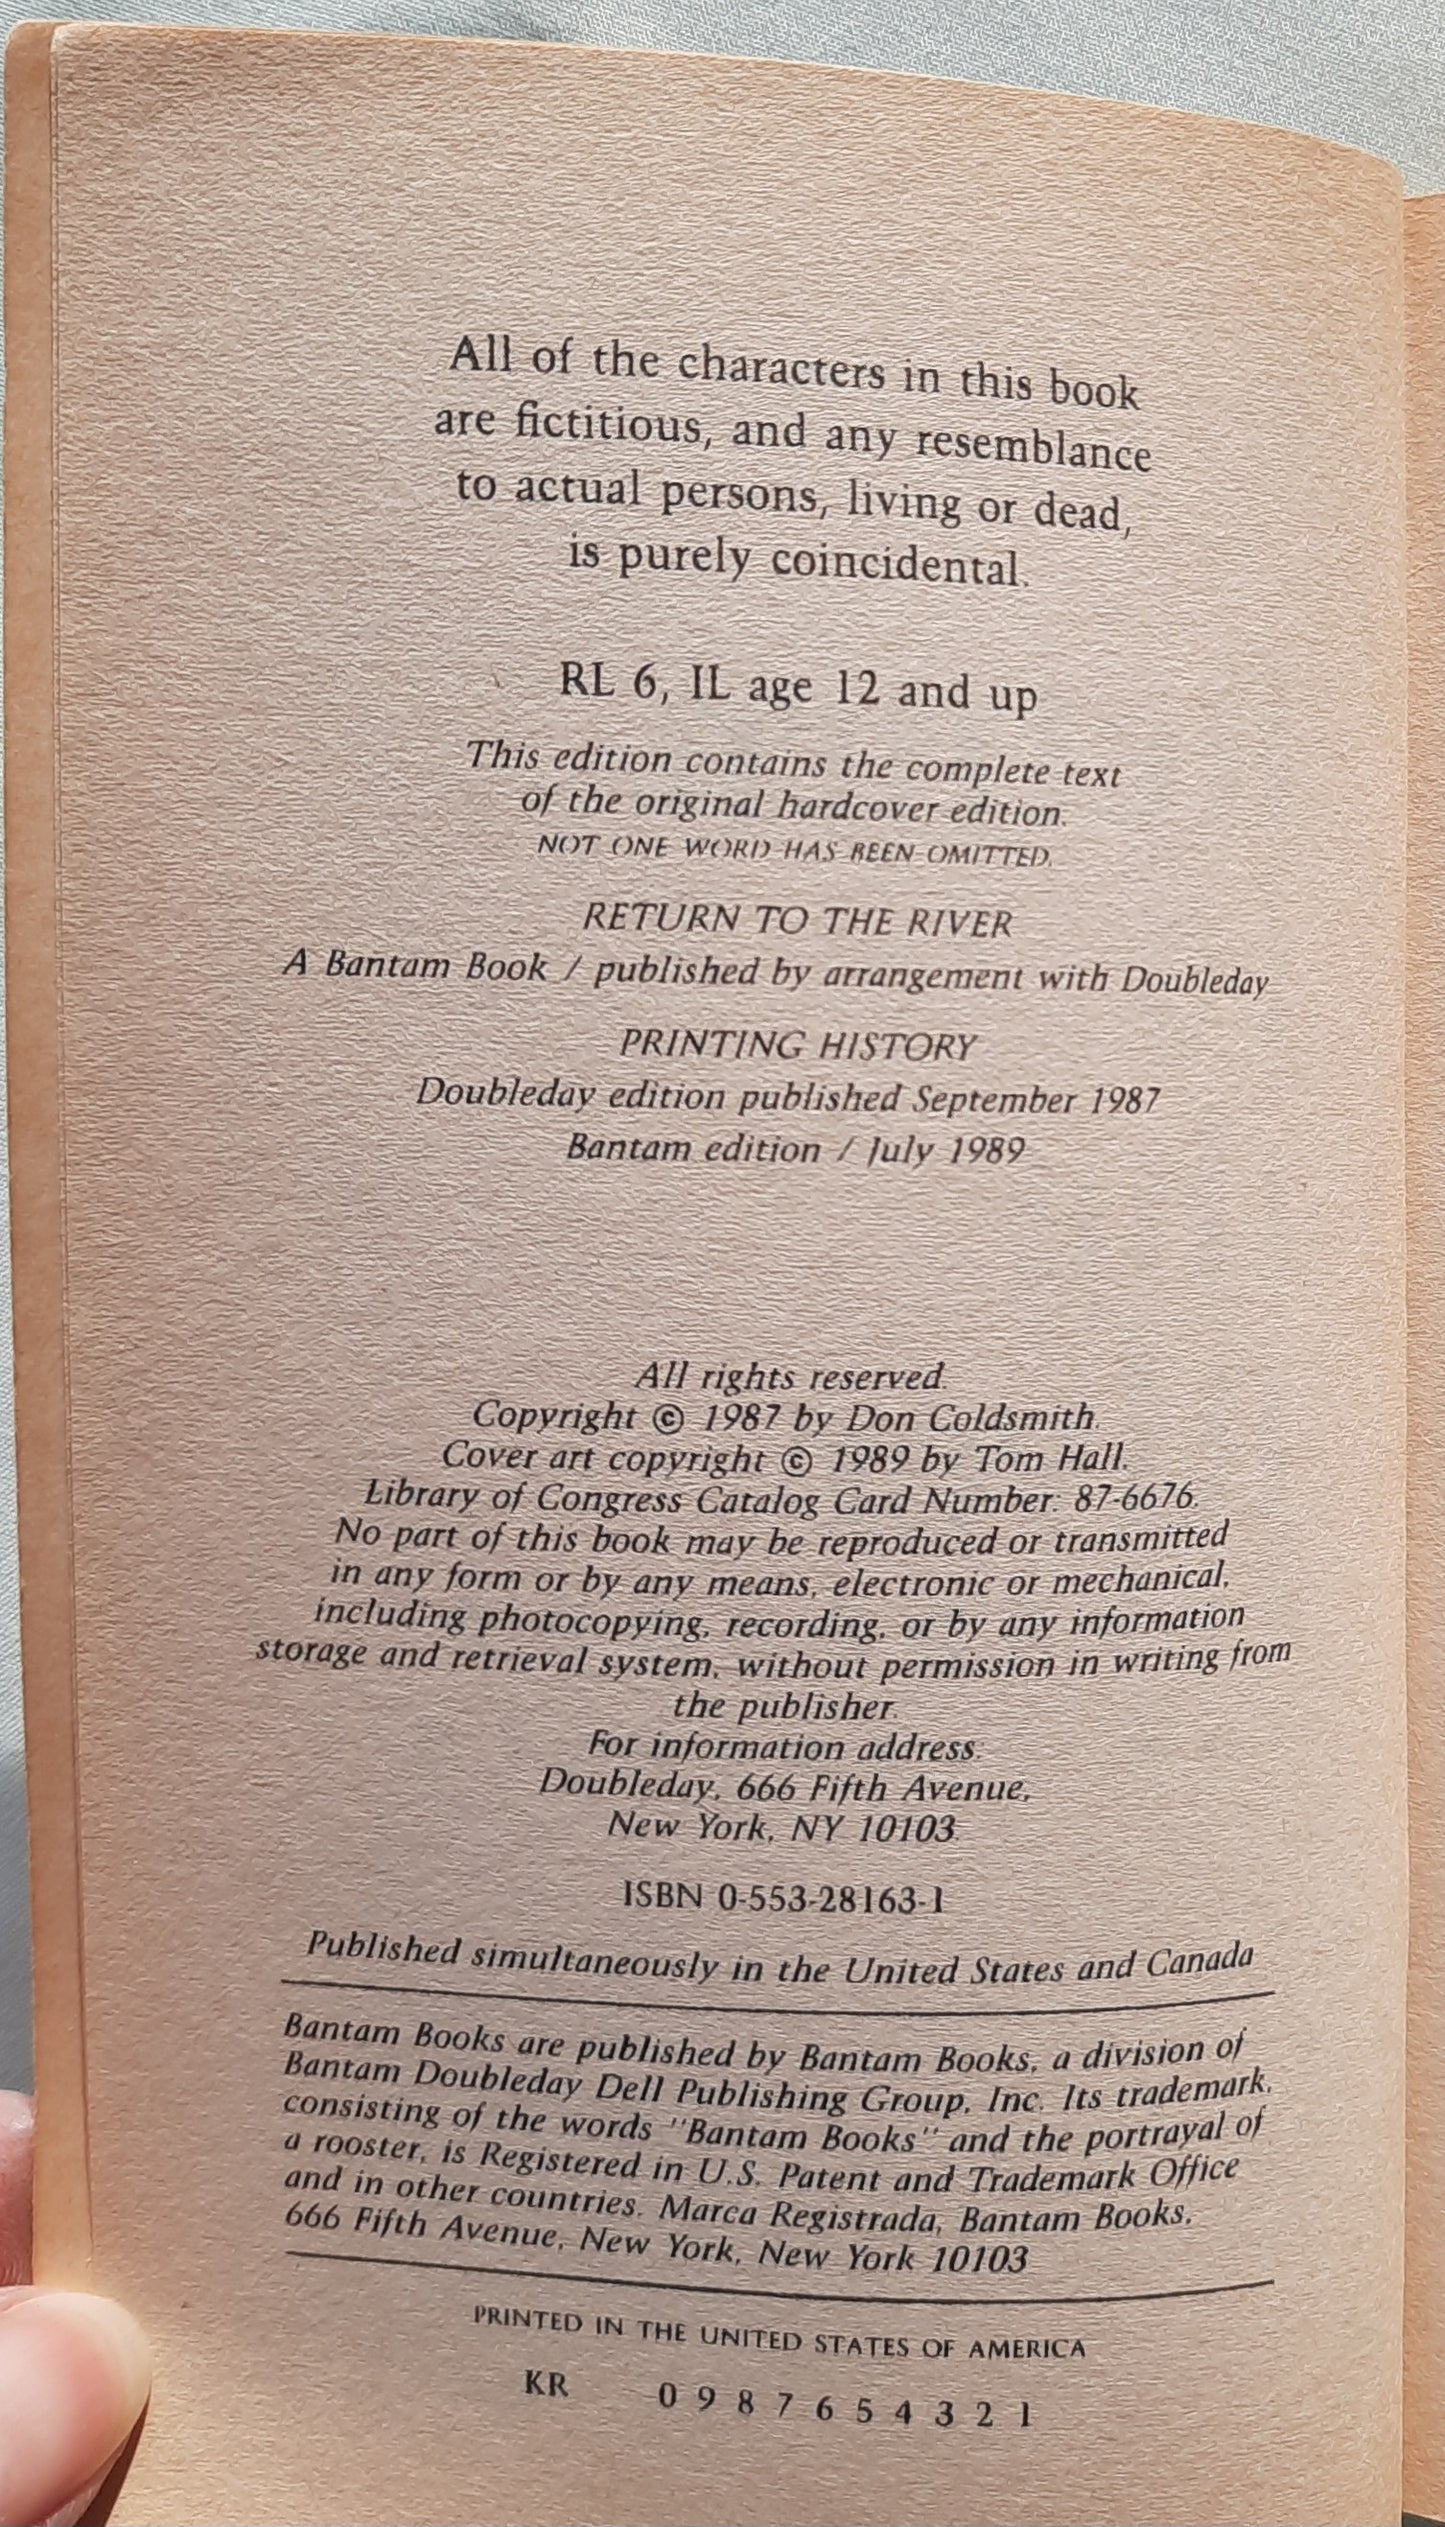 All of the characters in this book
are fictitious, and any resemblance
to actual persons, living or dead,
is purely coincidental.
RL 6, IL age 12 and up
This edition contains the complete text
of the original hardcover edition.
NOT ONE WORD HAS BEEN OMITTED.
RETURN TO THE RIVER
A Bantam Book / published by arrangement with Doubleday
PRINTING HISTORY
Doubleday edition published September 1987
Bantam edition / July 1989
All rights reserved.
Copyright © 1987 by Don Coldsmith.
Cover art copyright © 1989 by Tom Hall.
Library of Congress Catalog Card Number: 87-6676.
No part of this book may be reproduced or transmitted
in any form or by any means, electronic or mechanical,
including photocopying, recording, or by any information
storage and retrieval system, without permission in writing from
the publisher.
For information address:
Doubleday, 666 Fifth Avenue,
New York, NY 10103.
ISBN 0-553-28163-1
Published simultaneously in the United States and Canada
Bantam Books are published by Bantam Books, a division of
Bantam Doubleday Dell Publishing Group, Inc. Its trademark,
consisting of the words "Bantam Books" and the portrayal of
a rooster, is Registered in U.S. Patent and Trademark Office
and in other countries. Marca Registrada, Bantam Books,
666 Fifth Avenue, New York, New York 10103
PRINTED IN THE UNITED STATES OF AMERICA
KR 0 9 8 7 6 5 4 3 2 1